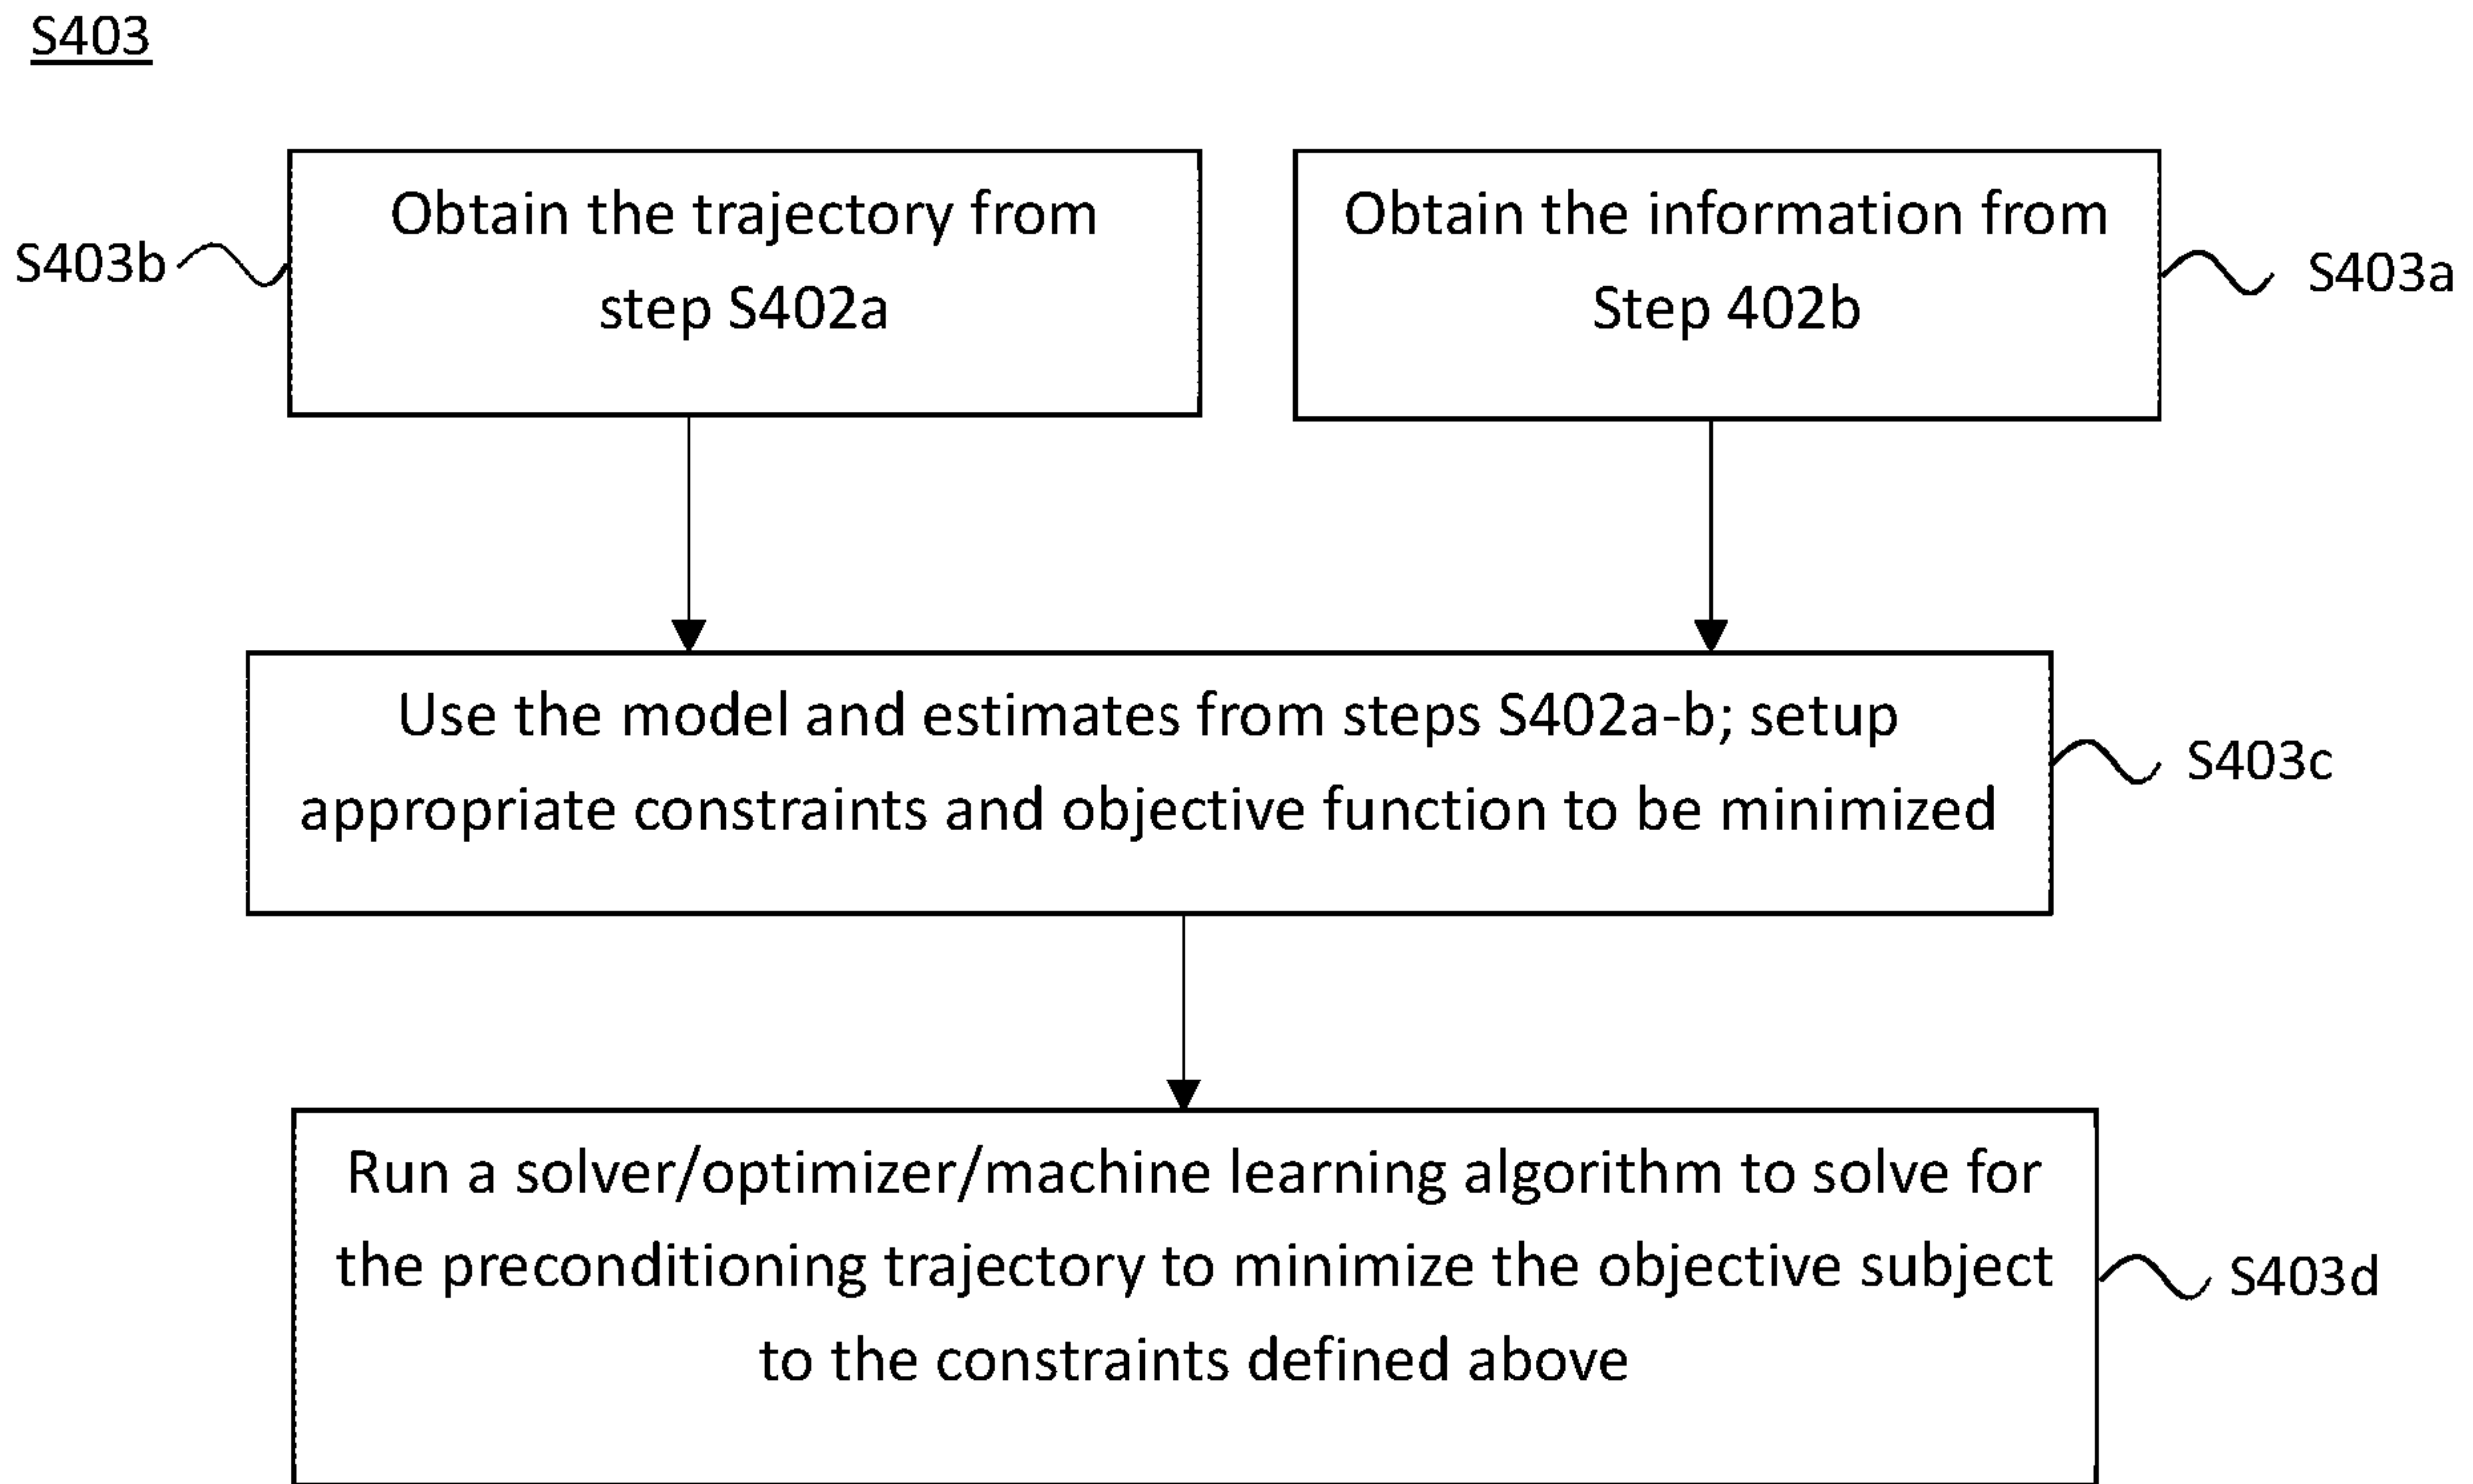 S403
Obtain the trajectory from
step S402a
S403b
Obtain the information from
Step 402b
S403a
Use the model and estimates from steps S402a-b; setup
appropriate constraints and objective function to be minimized
S403c
Run a solver/optimizer/machine learning algorithm to solve for
the preconditioning trajectory to minimize the objective subject
to the constraints defined above
S403d